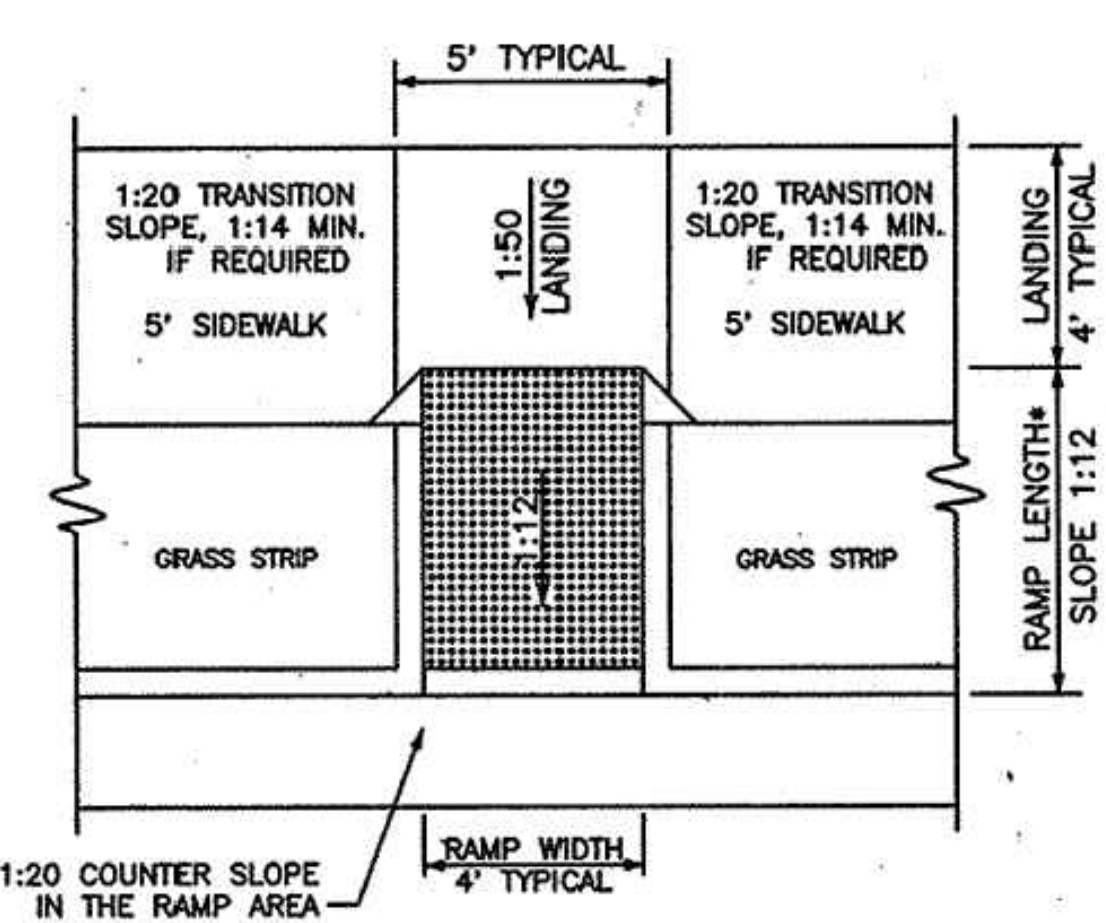 5' TYPICAL
1:20 TRANSITION
SLOPE, 1:14 MIN.
IF REQUIRED
5' SIDEWALK
1:50
LANDING
1:20 TRANSITION
SLOPE, 1:14 MIN.
IF REQUIRED
5' SIDEWALK
LANDING
4' TYPICAL
GRASS STRIP
1:12
GRASS STRIP
RAMP LENGTH*
SLOPE 1:12
RAMP WIDTH
4' TYPICAL
1:20 COUNTER SLOPE
IN THE RAMP AREA